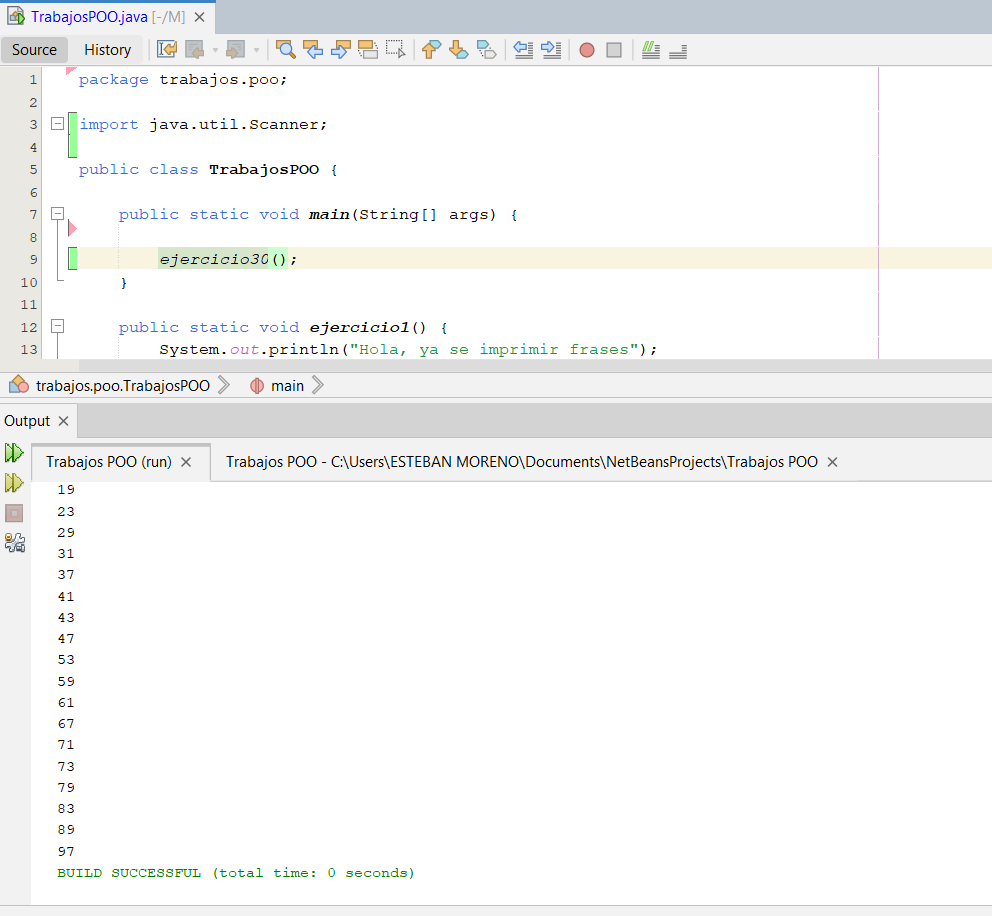 TrabajosPOO.java [-/M]
Source History
1 package trabajos.poo;
2
3 import java.util.Scanner;
4
5 public class TrabajosPOO {
6
7 public static void main(String[] args) {
8
9 ejercicio30();
10 }
11
12 public static void ejercicio1() {
13 System.out.println("Hola, ya se imprimir frases");
trabajos.poo.TrabajosPOO main
Output
Trabajos POO (run) Trabajos POO - C:\Users\ESTEBAN MORENO\Documents\NetBeansProjects\Trabajos POO
19
23
29
31
37
41
43
47
53
59
61
67
71
73
79
83
89
97
BUILD SUCCESSFUL (total time: 0 seconds)